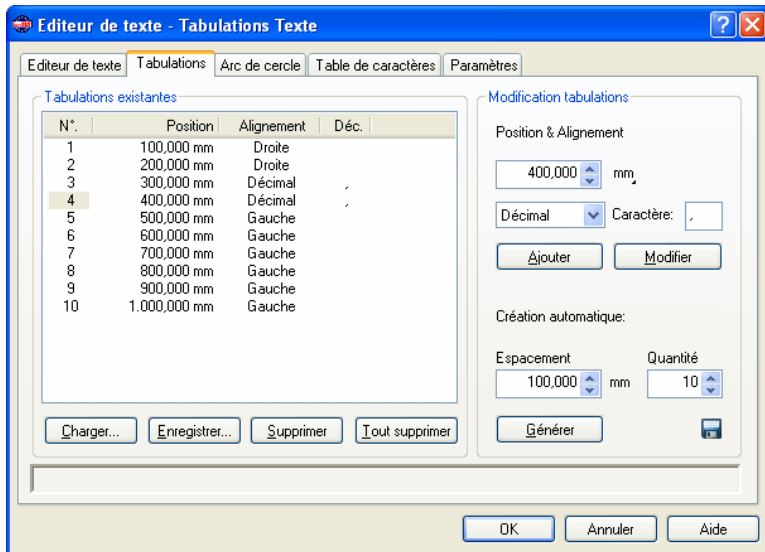 Editeur de texte - Tabulations Texte
Editeur de texte Tabulations Arc de cercle Table de caractères Paramètres
Tabulations existantes
N°. Position Alignement Déc.
1 100,000 mm Droite
2 200,000 mm Droite
3 300,000 mm Décimal ,
4 400,000 mm Décimal ,
5 500,000 mm Gauche
6 600,000 mm Gauche
7 700,000 mm Gauche
8 800,000 mm Gauche
9 900,000 mm Gauche
10 1.000,000 mm Gauche
Charger... Enregistrer... Supprimer Tout supprimer
Modification tabulations
Position & Alignement
400,000 mm
Décimal Caractère: ,
Ajouter Modifier
Création automatique:
Espacement Quantité
100,000 mm 10
Générer
OK Annuler Aide